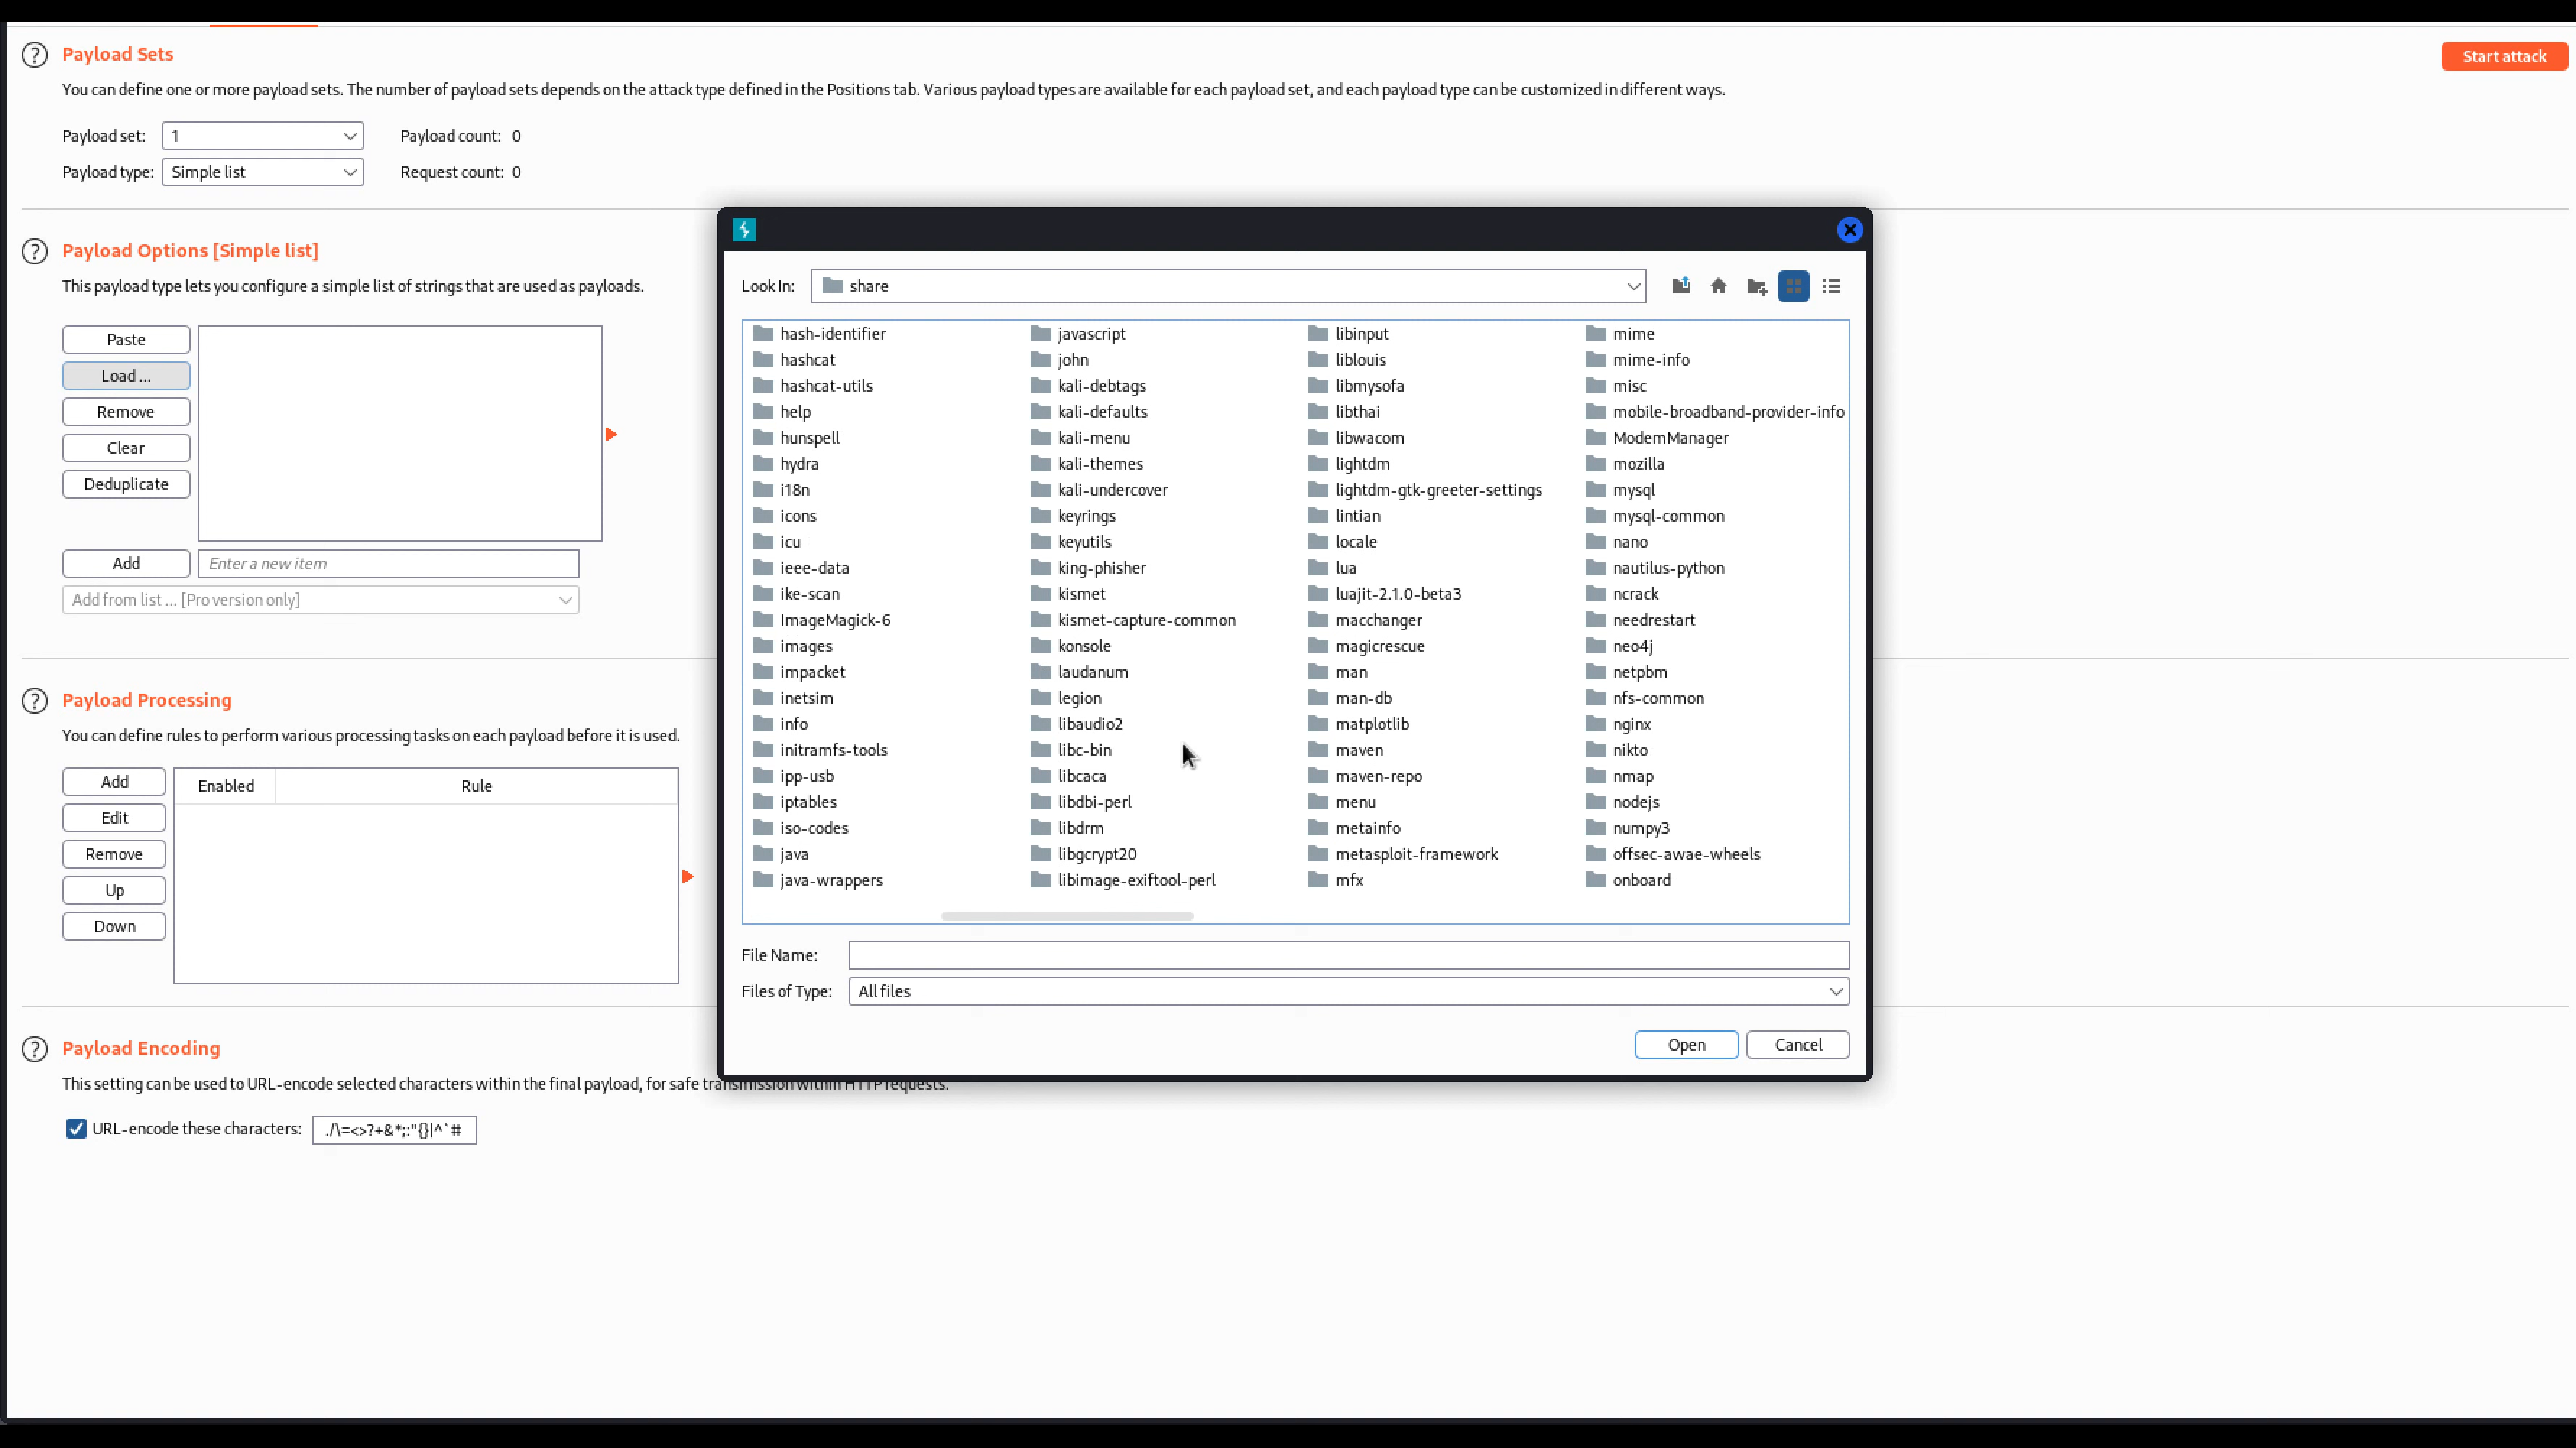 Payload Sets
Start attack
You can define one or more payload sets. The number of payload sets depends on the attack type defined in the Positions tab. Various payload types are available for each payload set, and each payload type can be customized in different ways.
Payload set: 1 Payload count: 0
Payload type: Simple list Request count: 0
Payload Options [Simple list]
This payload type lets you configure a simple list of strings that are used as payloads.
Paste
Load ...
Remove
Clear
Deduplicate
Add Enter a new item
Add from list ... [Pro version only]
Payload Processing
You can define rules to perform various processing tasks on each payload before it is used.
Add
Edit
Remove
Up
Down
Enabled Rule
Payload Encoding
This setting can be used to URL-encode selected characters within the final payload, for safe transmission within HTTP requests.
URL-encode these characters: ./\=<>?+&*;:"{}|^`#
Look In: share
hash-identifier
hashcat
hashcat-utils
help
hunspell
hydra
i18n
icons
icu
ieee-data
ike-scan
ImageMagick-6
images
impacket
inetsim
info
initramfs-tools
ipp-usb
iptables
iso-codes
java
java-wrappers
javascript
john
kali-debtags
kali-defaults
kali-menu
kali-themes
kali-undercover
keyrings
keyutils
king-phisher
kismet
kismet-capture-common
konsole
laudanum
legion
libaudio2
libc-bin
libcaca
libdbi-perl
libdrm
libgcrypt20
libimage-exiftool-perl
libinput
liblouis
libmysofa
libthai
libwacom
lightdm
lightdm-gtk-greeter-settings
lintian
locale
lua
luajit-2.1.0-beta3
macchanger
magicrescue
man
man-db
matplotlib
maven
maven-repo
menu
metainfo
metasploit-framework
mfx
mime
mime-info
misc
mobile-broadband-provider-info
ModemManager
mozilla
mysql
mysql-common
nano
nautilus-python
ncrack
needrestart
neo4j
netpbm
nfs-common
nginx
nikto
nmap
nodejs
numpy3
offsec-awae-wheels
onboard
File Name:
Files of Type: All files
Open Cancel